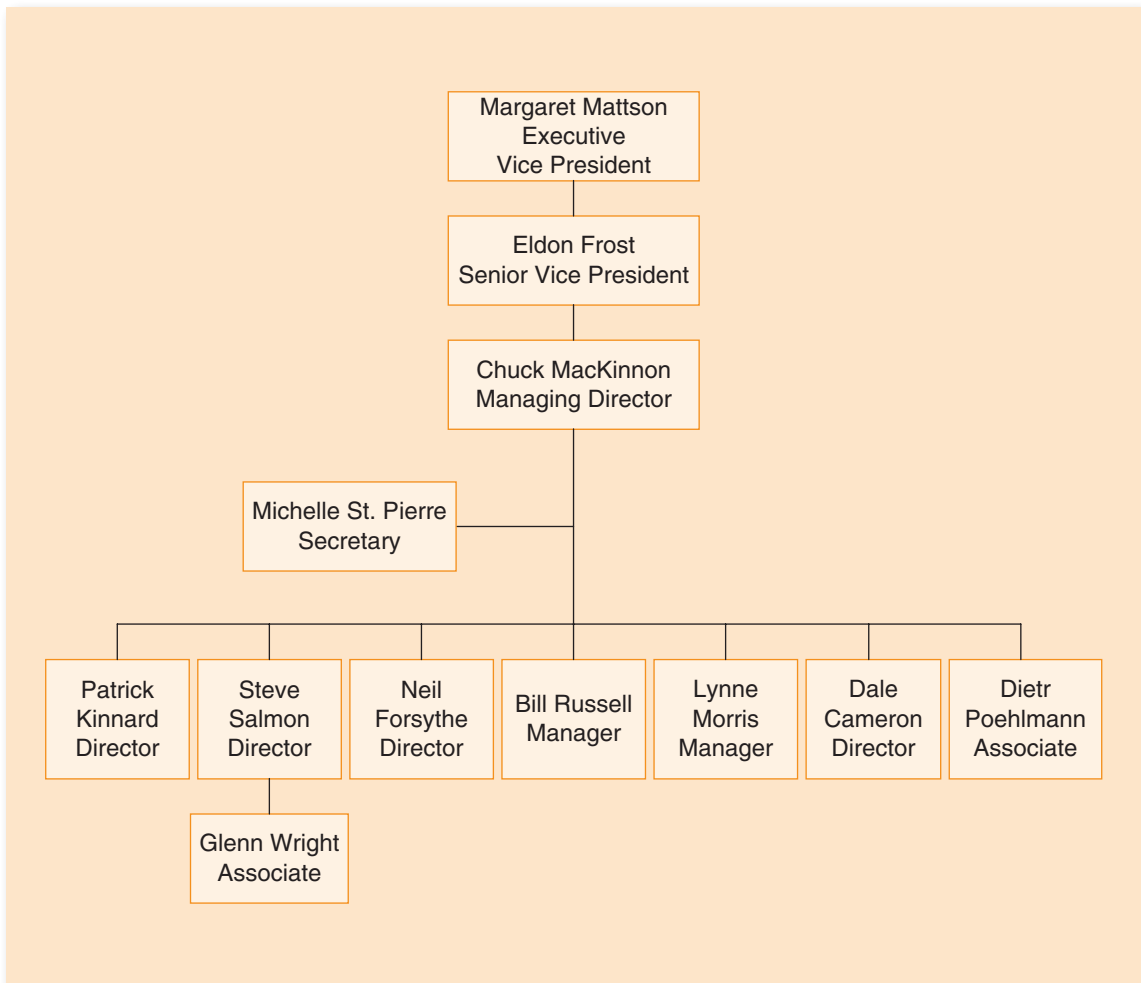 Margaret Mattson
Executive
Vice President
Eldon Frost
Senior Vice President
Chuck MacKinnon
Managing Director
Michelle St. Pierre
Secretary
Patrick
Kinnard
Director
Steve
Salmon
Director
Neil
Forsythe
Director
Bill Russell
Manager
Lynne
Morris
Manager
Dale
Cameron
Director
Dietr
Poehlmann
Associate
Glenn Wright
Associate